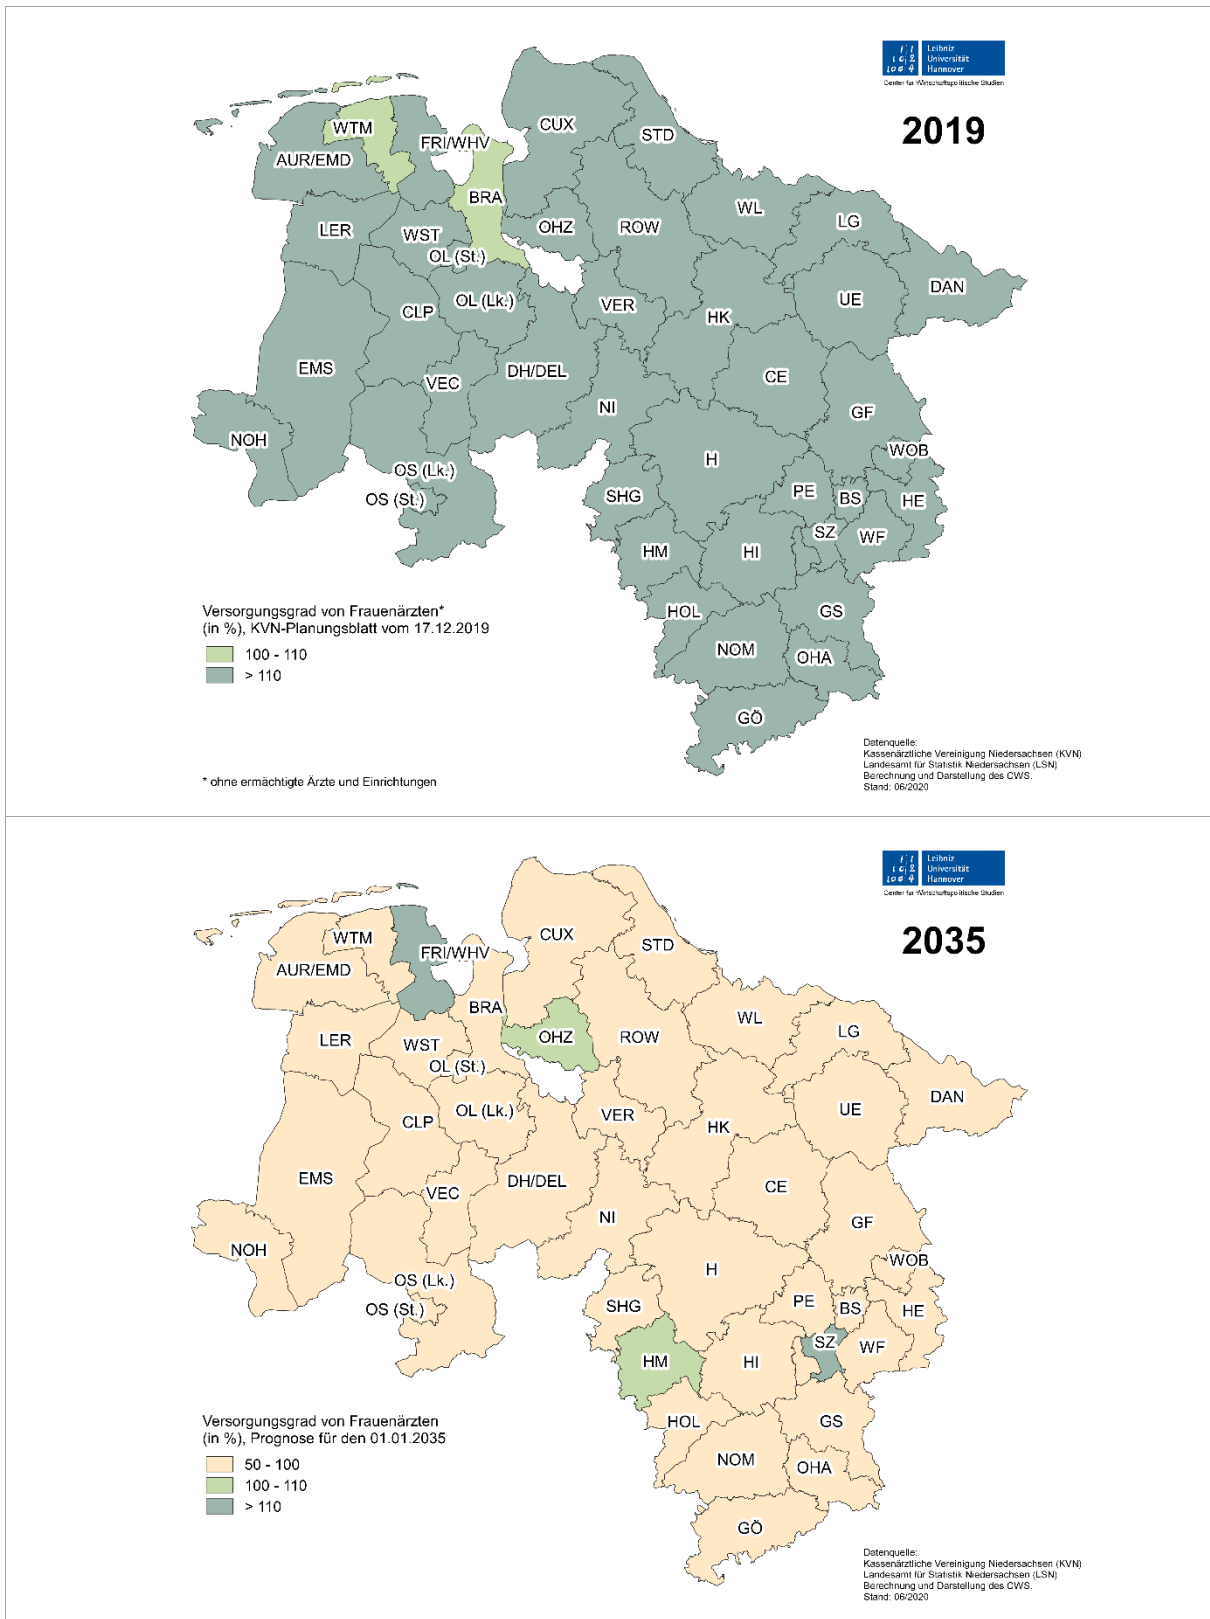 Leibniz
Universität
Hannover
Center für Wirtschaftspolitische Studien
2019
WTM
FRI/WHV
CUX
STD
AUR/EMD
BRA
WL
LG
LER
WST
OHZ
ROW
OL (St.)
DAN
UE
OL (Lk.)
VER
CLP
HK
EMS
DH/DEL
VEC
CE
NI
GF
NOH
H
WOB
OS (Lk.)
OS (St.)
SHG
PE
BS
HE
SZ
WF
HM
HI
HOL
GS
NOM
OHA
GÖ
Versorgungsgrad von Frauenärzten*
(in %), KVN-Planungsblatt vom 17.12.2019
100 - 110
> 110
* ohne ermächtigte Ärzte und Einrichtungen
Datenquelle:
Kassenärztliche Vereinigung Niedersachsen (KVN)
Landesamt für Statistik Niedersachsen (LSN)
Berechnung und Darstellung des CWS.
Stand: 06/2020
Leibniz
Universität
Hannover
Center für Wirtschaftspolitische Studien
2035
WTM
FRI/WHV
CUX
STD
AUR/EMD
BRA
WL
LG
LER
WST
OHZ
ROW
OL (St.)
DAN
UE
OL (Lk.)
VER
CLP
HK
EMS
DH/DEL
VEC
CE
NI
GF
NOH
H
WOB
OS (Lk.)
OS (St.)
SHG
PE
BS
HE
SZ
WF
HM
HI
HOL
GS
NOM
OHA
GÖ
Versorgungsgrad von Frauenärzten
(in %), Prognose für den 01.01.2035
50 - 100
100 - 110
> 110
Datenquelle:
Kassenärztliche Vereinigung Niedersachsen (KVN)
Landesamt für Statistik Niedersachsen (LSN)
Berechnung und Darstellung des CWS.
Stand: 06/2020